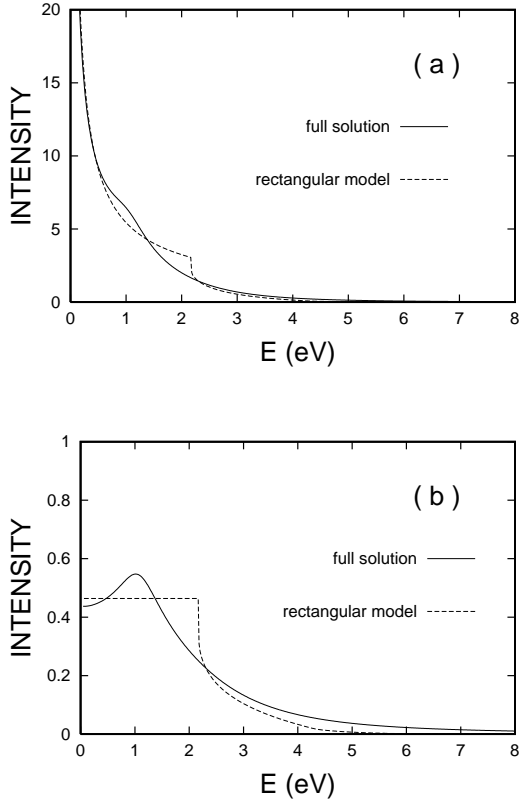 20
15
10
5
0
INTENSITY
( a )
full solution
rectangular model
0 1 2 3 4 5 6 7 8
E (eV)
1
0.8
0.6
0.4
0.2
0
INTENSITY
( b )
full solution
rectangular model
0 1 2 3 4 5 6 7 8
E (eV)